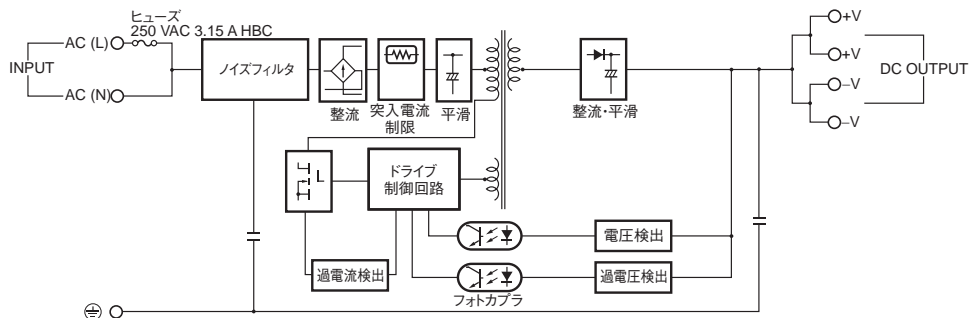 ヒューズ
250 VAC 3.15 A HBC
AC (L)
INPUT
AC (N)
ノイズフィルタ
整流
突入電流
制限
平滑
整流・平滑
+V
+V
DC OUTPUT
–V
–V
ドライブ
制御回路
過電流検出
電圧検出
過電圧検出
フォトカプラ